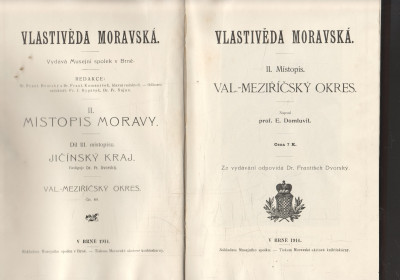 VLASTIVĚDA MORAVSKÁ.
Vydává Musejní spolek v Brně.
REDAKCE:
II.
MÍSTOPIS MORAVY.
Díl III. místopisu:
JIČÍNSKÝ KRAJ.
VAL-MEZIŘÍČSKÝ OKRES.
V BRNĚ 1914.
VLASTIVĚDA MORAVSKÁ.
II. Místopis.
VAL-MEZIŘÍČSKÝ OKRES.
Napsal
prof. E. Domluvil.
Cena 7 K.
Za vydávání odpovídá Dr. František Dvorský.
V BRNĚ 1914.